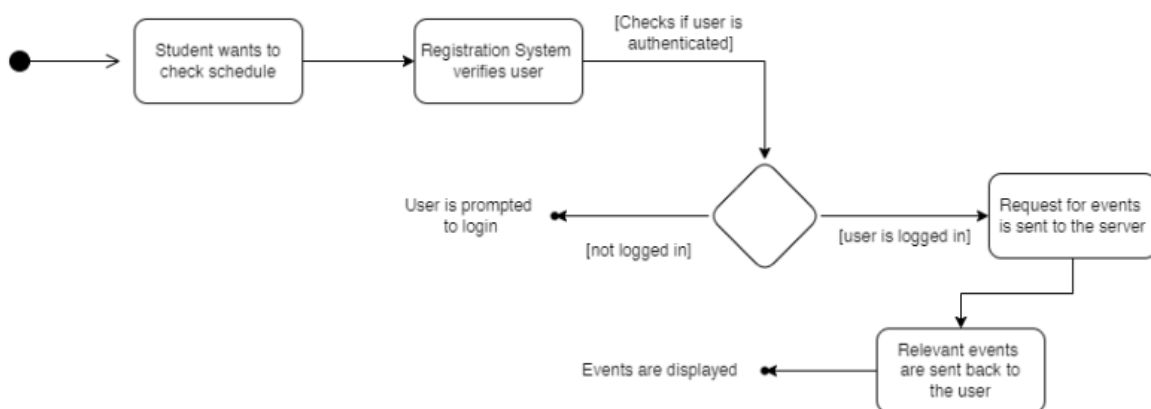 Student wants to
check schedule
Registration System
verifies user
[Checks if user is
authenticated]
User is prompted
to login
[not logged in]
[user is logged in]
Request for events
is sent to the server
Relevant events
are sent back to
the user
Events are displayed